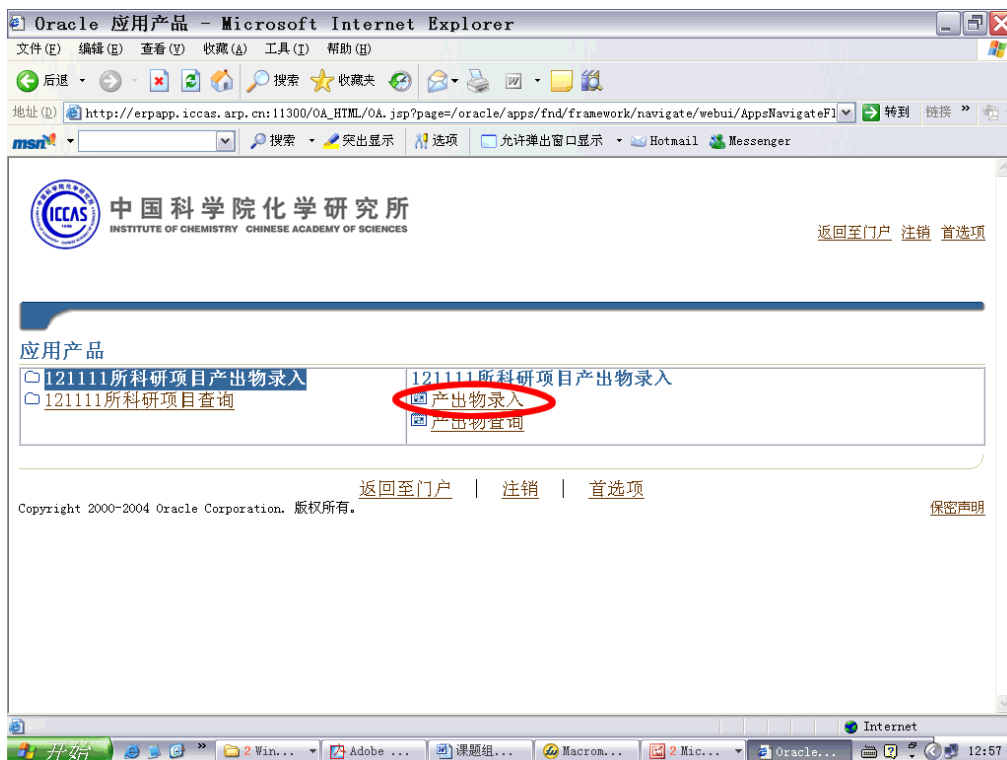 Oracle 应用产品 - Microsoft Internet Explorer
文件(F) 编辑(E) 查看(V) 收藏(A) 工具(T) 帮助(H)
后退 搜索 收藏夹
地址(D) http://erpapp.iccas.arp.cn:11300/OA_HTML/OA.jsp?page=/oracle/apps/fnd/framework/navigate/webui/AppsNavigateFl 转到 链接 »
msn 搜索 突出显示 选项 允许弹出窗口显示 Hotmail Messenger
ICCAS 中国科学院化学研究所
INSTITUTE OF CHEMISTRY CHINESE ACADEMY OF SCIENCES
返回至门户 注销 首选项
应用产品
121111所科研项目产出物录入 121111所科研项目产出物录入
121111所科研项目查询 产出物录入
产出物查询
返回至门户 | 注销 | 首选项
Copyright 2000-2004 Oracle Corporation. 版权所有。 保密声明
Internet
开始 » 2 Win... Adobe ... 课题组... Macrom... 2 Mic... Oracle... 12:57